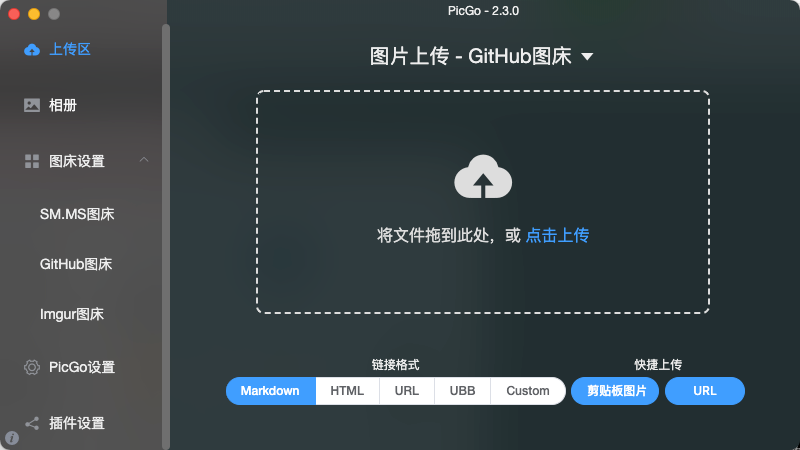 PicGo - 2.3.0
上传区
相册
图床设置
SM.MS图床
GitHub图床
Imgur图床
PicGo设置
插件设置
图片上传 - GitHub图床
将文件拖到此处，或 点击上传
链接格式
Markdown HTML URL UBB Custom
快捷上传
剪贴板图片 URL